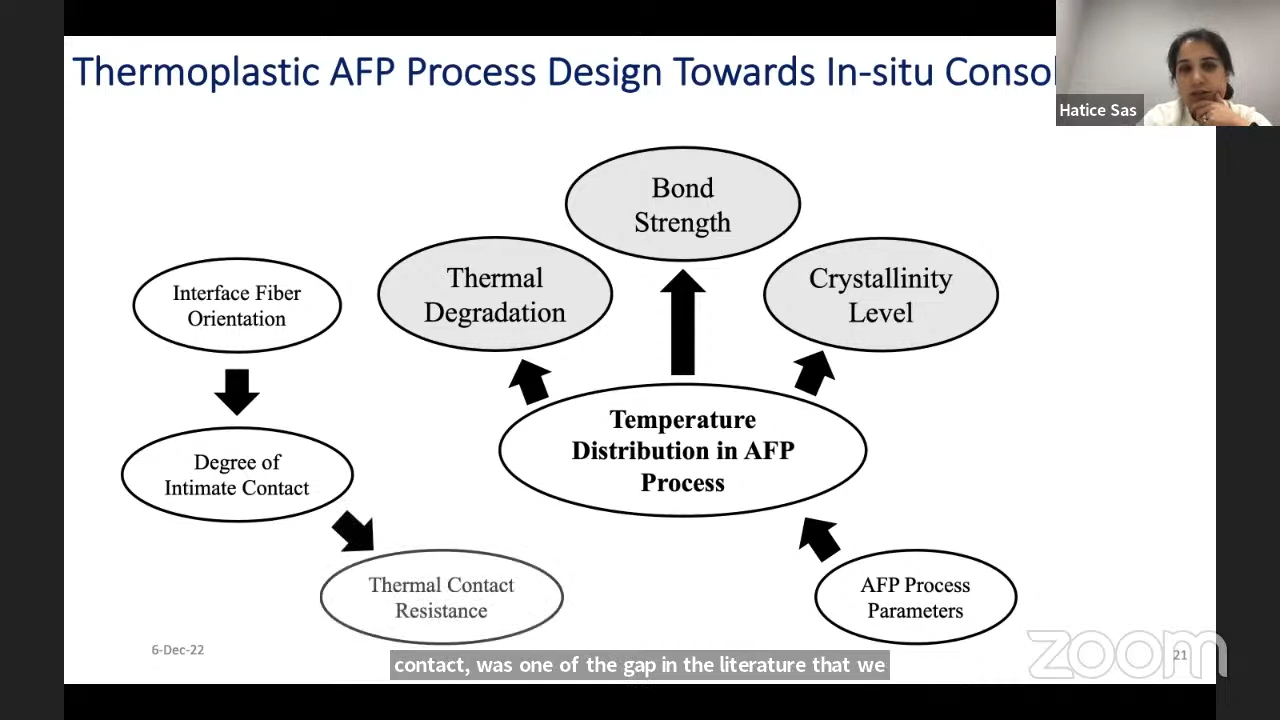 Thermoplastic AFP Process Design Towards In-situ Conso
Hatice Sas
Bond
Strength
Thermal
Degradation
Crystallinity
Level
Interface Fiber
Orientation
Temperature
Distribution in AFP
Process
Degree of
Intimate Contact
Thermal Contact
Resistance
AFP Process
Parameters
6-Dec-22
contact, was one of the gap in the literature that we
zoom
21